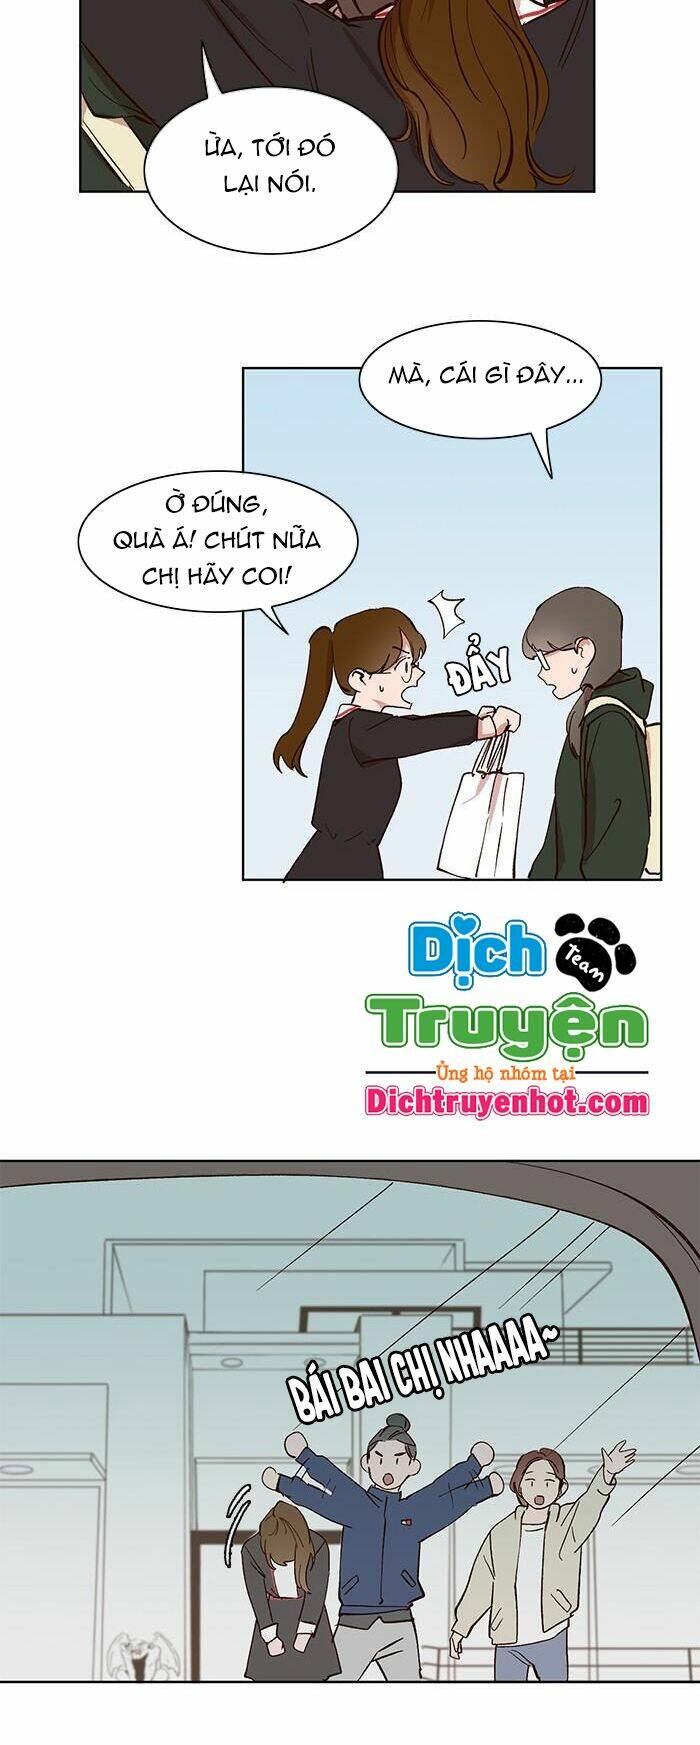 ừa, tới đó
lại nói.
Mà, cái gì đây...
Ờ đúng,
quà á! Chút nữa
chị hãy coi!
ĐẨY
Dịch
Team
Truyện
Ủng hộ nhóm tại
Dichtruyenhot.com
BÁI BAI CHỊ NHAAAA~